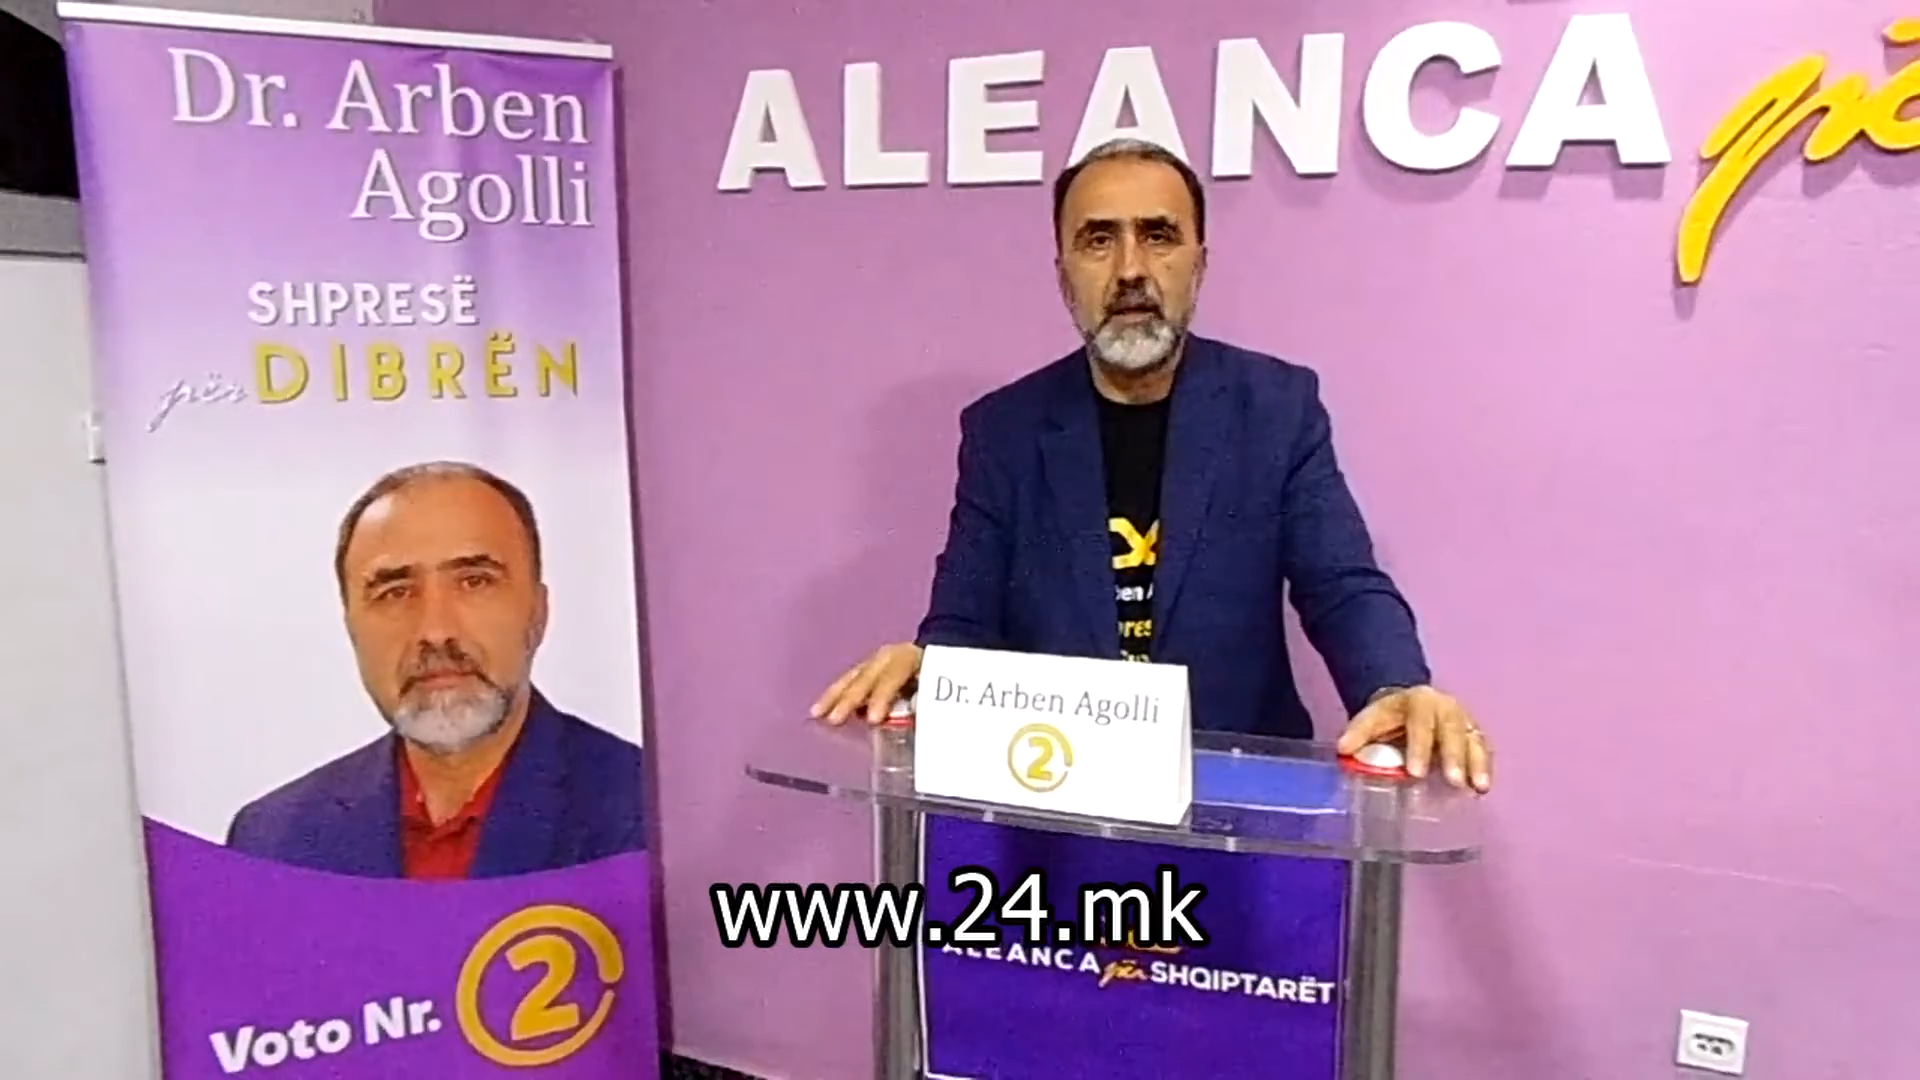 Dr. Arben
Agolli
SHPRESË
për DIBRËN
Voto Nr. 2
ALEANCA për
Dr. Arben Agolli
2
www.24.mk
ALEANCA për SHQIPTARËT